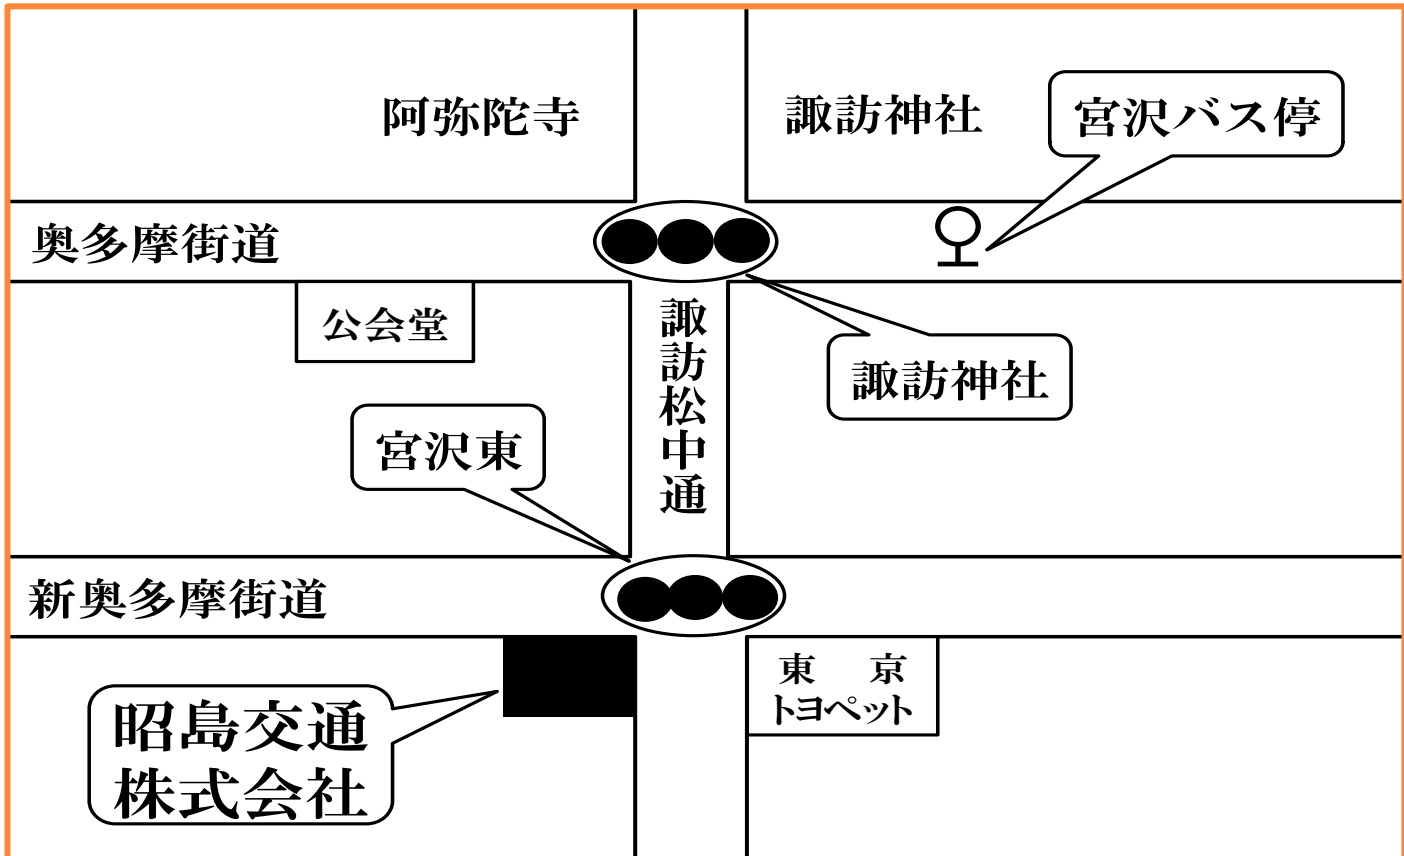 阿弥陀寺
諏訪神社
宮沢バス停
奥多摩街道
公会堂
諏訪松中通
諏訪神社
宮沢東
新奥多摩街道
昭島交通
株式会社
東 京
トヨペット